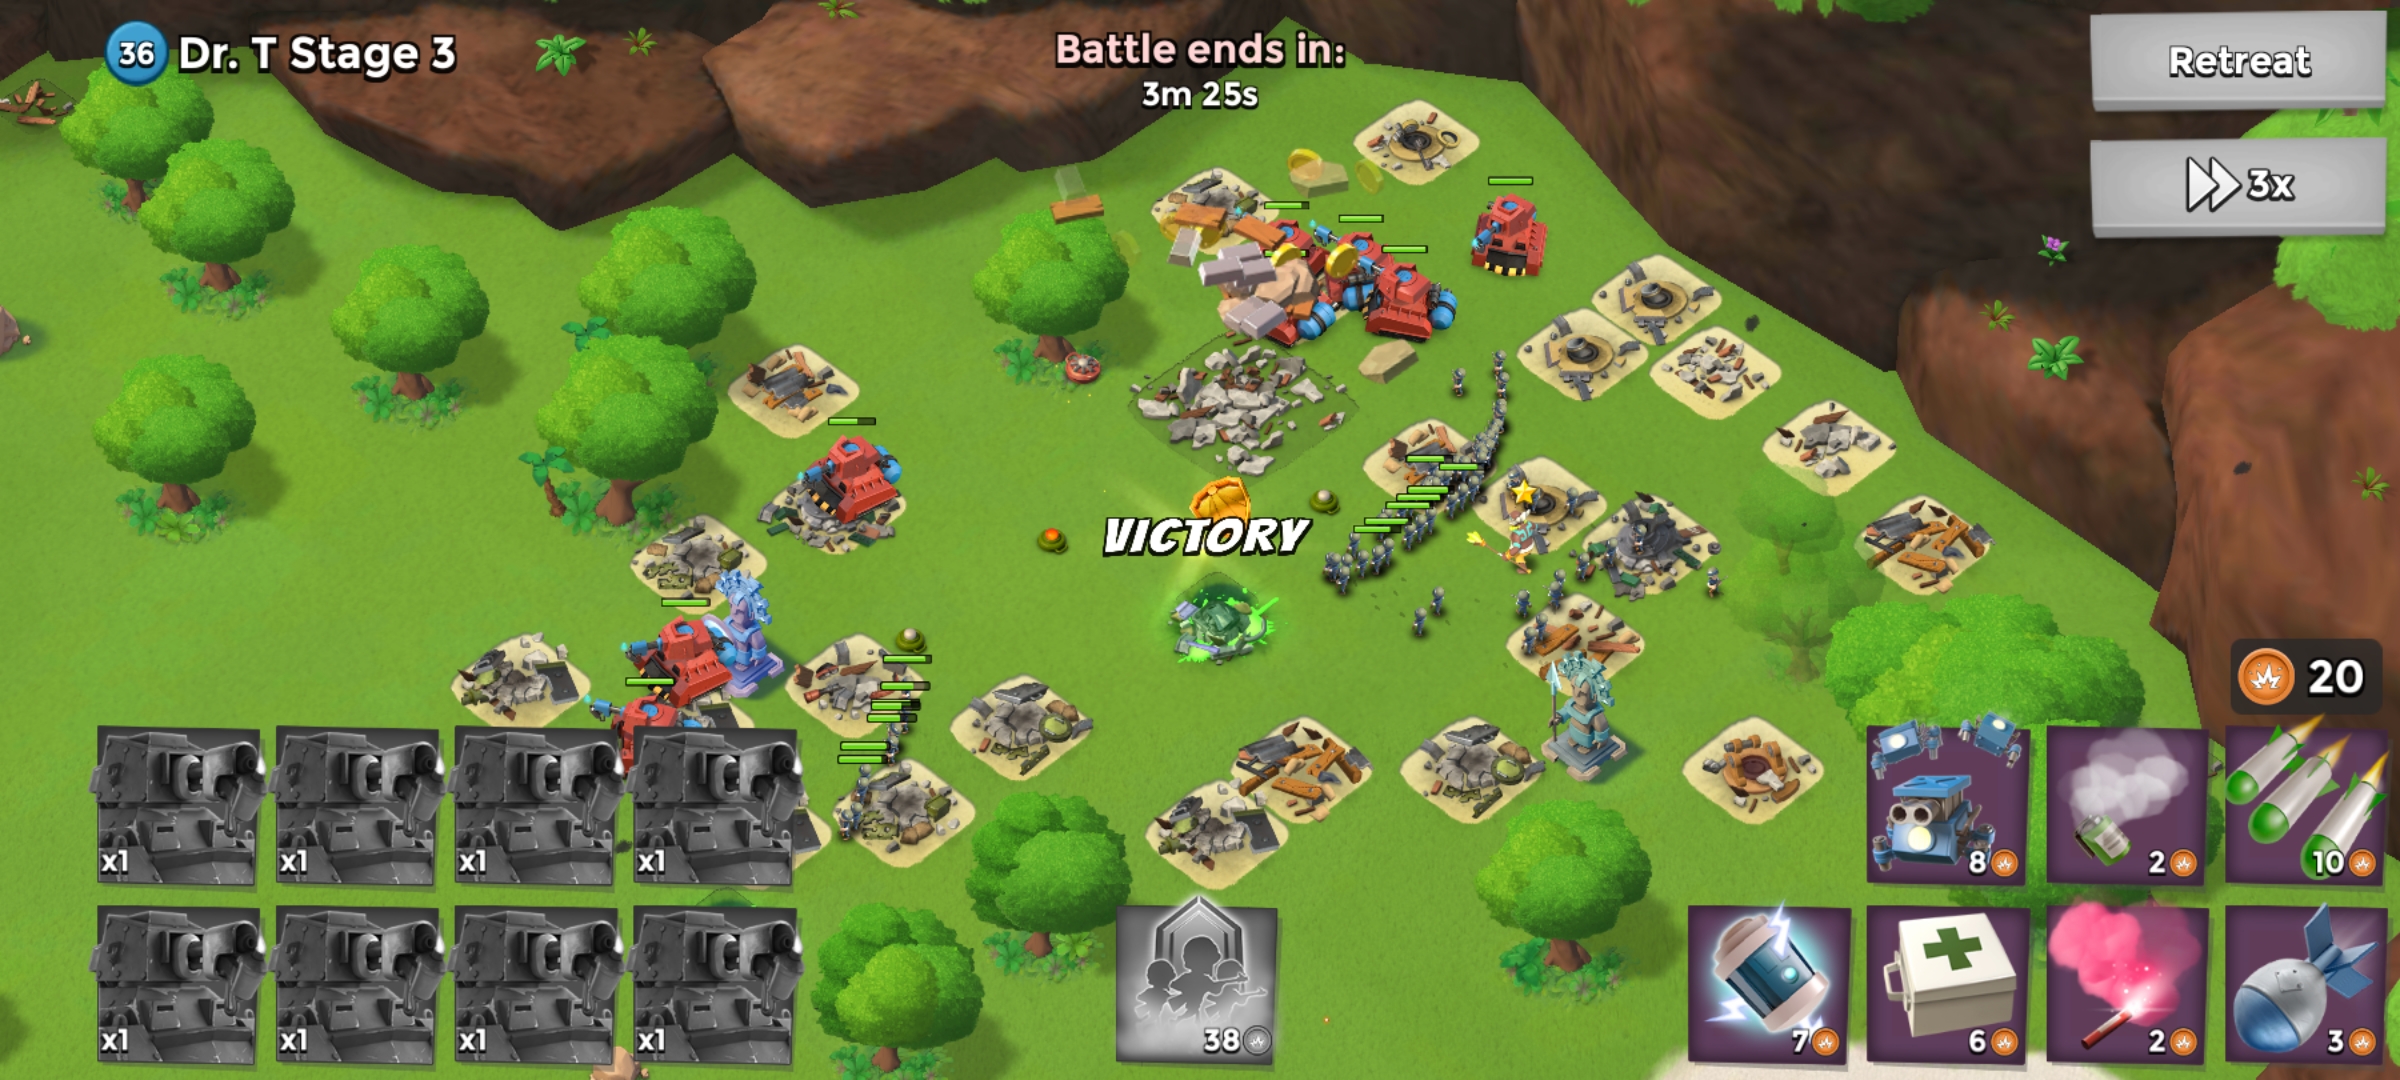 36 Dr. T Stage 3
Battle ends in:
3m 25s
Retreat
3x
VICTORY
20
x1 x1 x1 x1
8 2 10
x1 x1 x1 x1
38
7 6 2 3